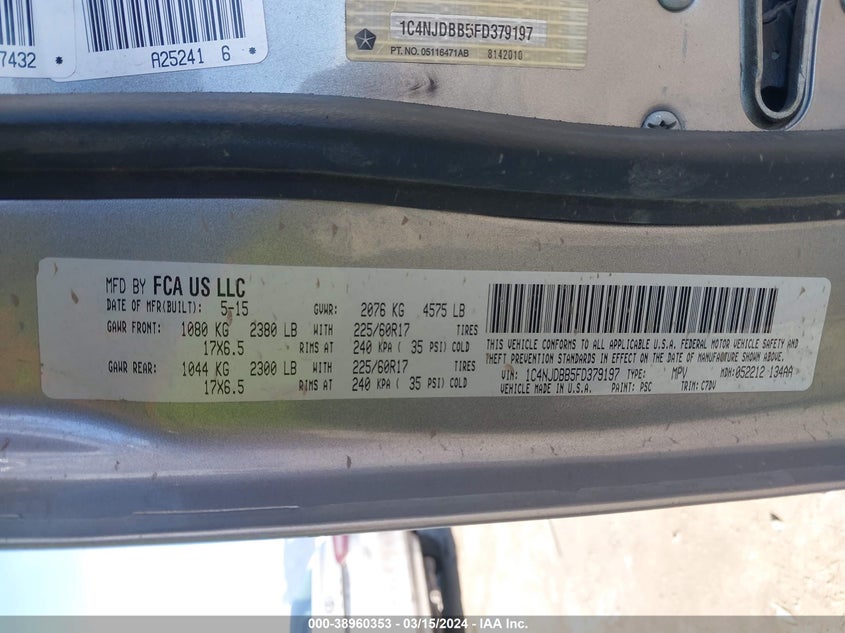 7432 *
* A25241 6 *
1C4NJDBB5FD379197
PT. NO. 05116471AB 8142010
MFD BY FCA US LLC
DATE OF MFR(BUILT): 5-15 GVWR: 2076 KG 4575 LB
GAWR FRONT: 1080 KG 2380 LB WITH 225/60R17 TIRES
17X6.5 RIMS AT 240 KPA ( 35 PSI) COLD
GAWR REAR: 1044 KG 2300 LB WITH 225/60R17 TIRES
17X6.5 RIMS AT 240 KPA ( 35 PSI) COLD
THIS VEHICLE CONFORMS TO ALL APPLICABLE U.S.A. FEDERAL MOTOR VEHICLE SAFETY AND
THEFT PREVENTION STANDARDS IN EFFECT ON THE DATE OF MANUFACTURE SHOWN ABOVE.
VIN: 1C4NJDBB5FD379197 TYPE: MPV MDH:052212 134AA
VEHICLE MADE IN U.S.A. PAINT: PSC TRIM: C7DV
000-38960353 - 03/15/2024 - IAAI.COM